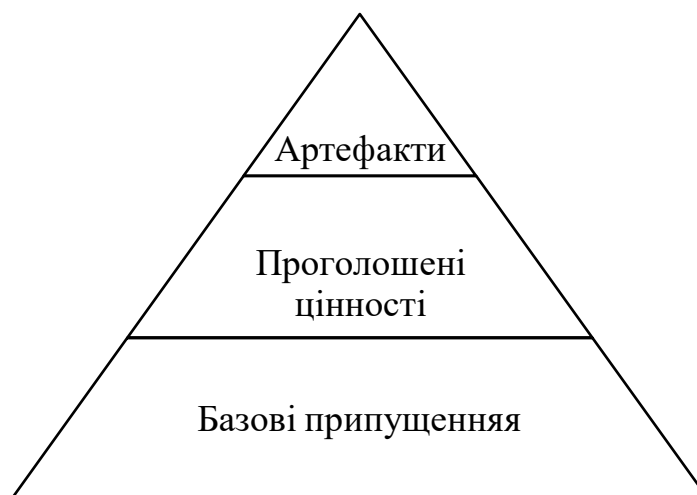 Артефакти
Проголошені
цінності
Базові припущенняя